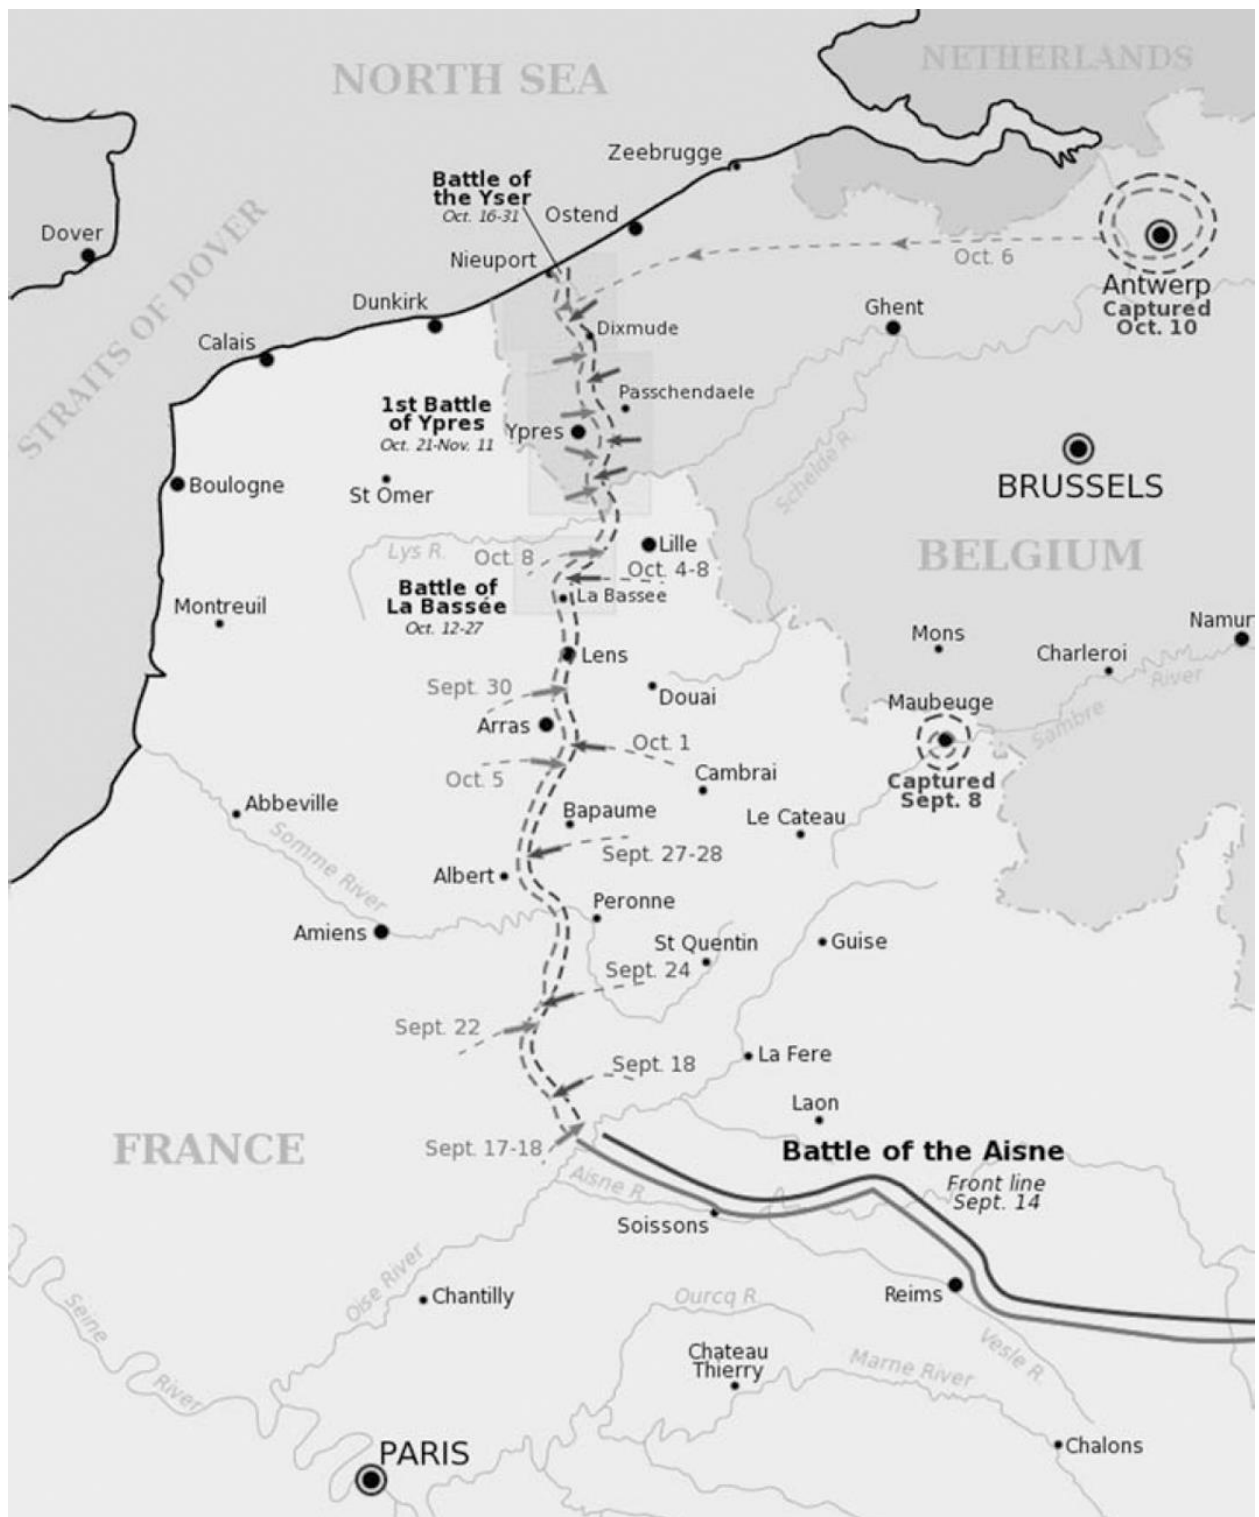 NORTH SEA
NETHERLANDS
Zeebrugge
Battle of
the Yser
Oct. 16-31
Ostend
Dover
Nieuport
Oct. 6
Antwerp
Captured
Oct. 10
STRAITS OF DOVER
Dunkirk
Ghent
Calais
Dixmude
Passchendaele
1st Battle
of Ypres
Oct. 21-Nov. 11
Ypres
Schelde R.
Boulogne
St Omer
BRUSSELS
Lys R.
Oct. 8
Lille
Oct. 4-8
BELGIUM
Battle of
La Bassée
Oct. 12-27
La Bassee
Montreuil
Mons
Namur
Lens
Charleroi
River
Sambre
Sept. 30
Douai
Maubeuge
Captured
Sept. 8
Arras
Oct. 1
Oct. 5
Cambrai
Abbeville
Bapaume
Le Cateau
Somme River
Sept. 27-28
Albert
Peronne
Amiens
St Quentin
Guise
Sept. 24
Sept. 22
La Fere
Sept. 18
Laon
FRANCE
Sept. 17-18
Battle of the Aisne
Front line
Sept. 14
Aisne R.
Soissons
Oise River
Chantilly
Ourcq R.
Reims
Seine
River
Chateau
Thierry
Marne River
Vesle R.
PARIS
Chalons